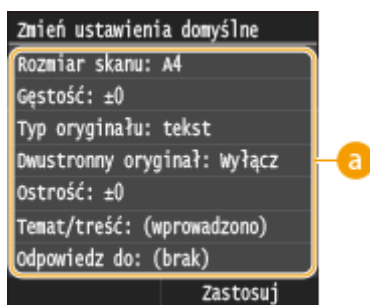 Zmień ustawienia domyślne
Rozmiar skanu: A4
Gęstość: ±0
Typ oryginału: tekst
Dwustronny oryginał: Wyłącz
Ostrość: ±0
Temat/treść: (wprowadzono)
Odpowiedz do: (brak)
Zastosuj
a